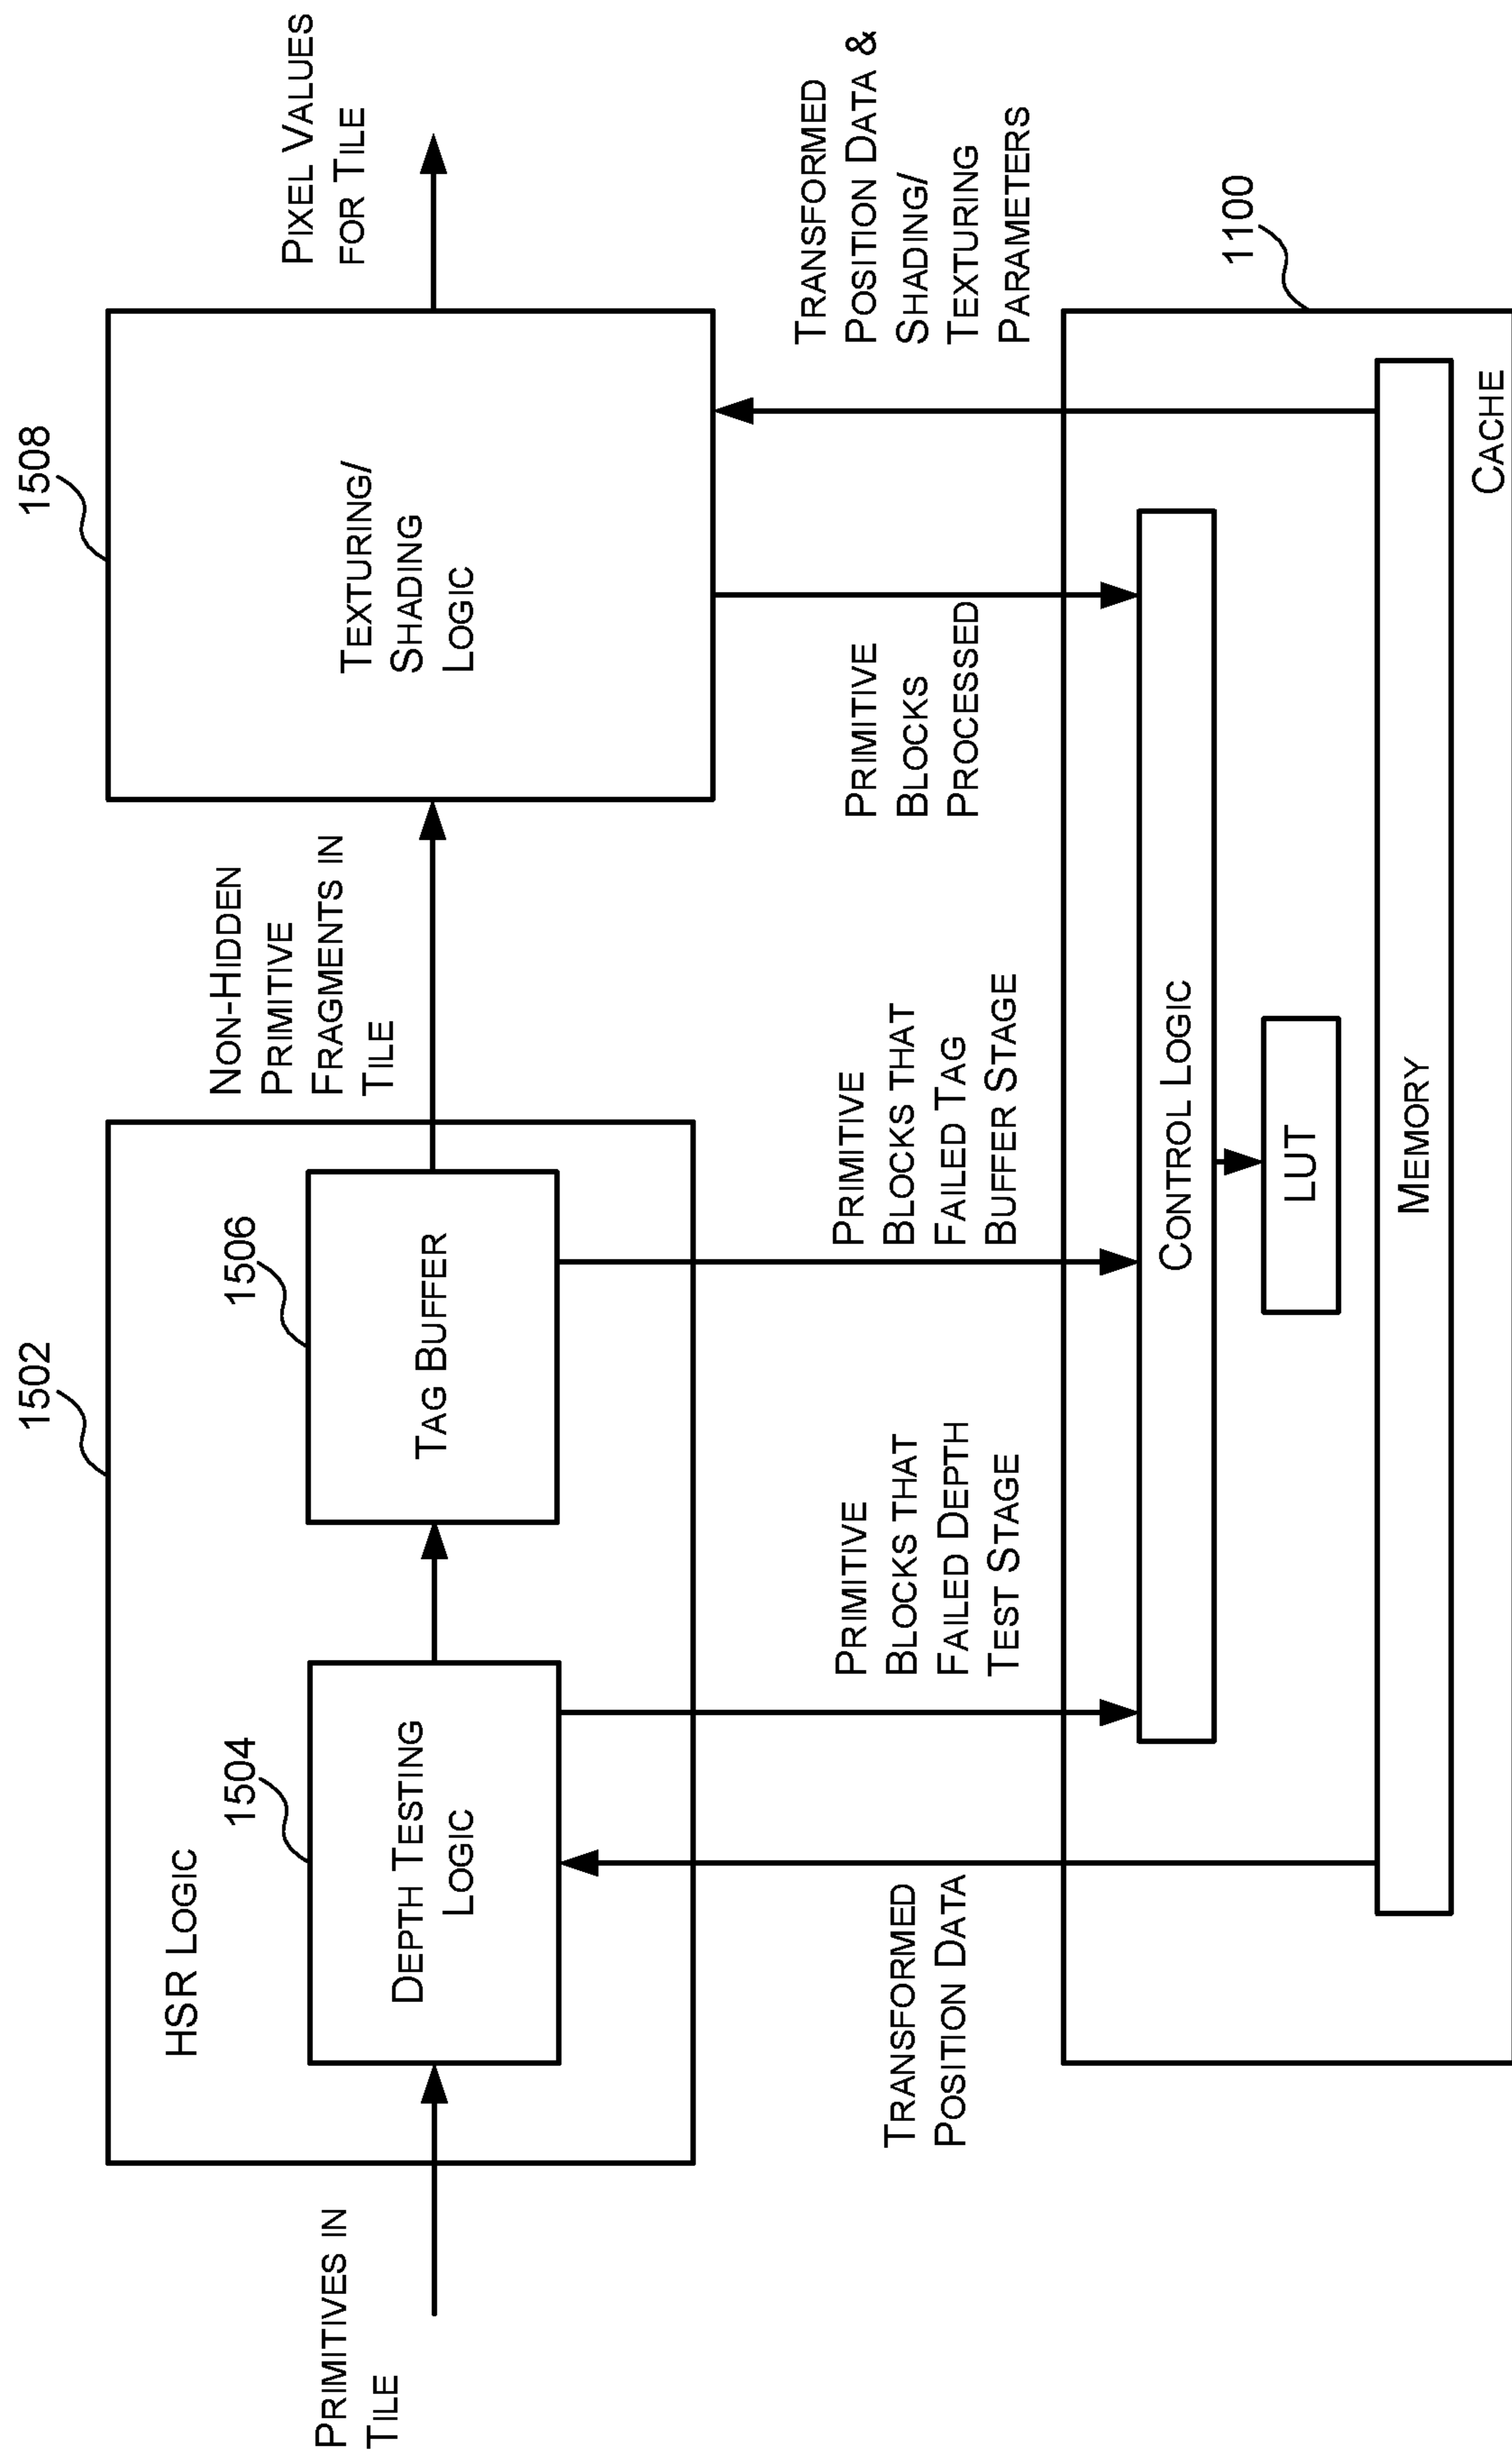 1502
HSR LOGIC
1504
DEPTH TESTING
LOGIC
1506
TAG BUFFER
1508
TEXTURING/
SHADING
LOGIC
PRIMITIVES IN
TILE
NON-HIDDEN
PRIMITIVE
FRAGMENTS IN
TILE
PIXEL VALUES
FOR TILE
TRANSFORMED
POSITION DATA
PRIMITIVE
BLOCKS THAT
FAILED DEPTH
TEST STAGE
PRIMITIVE
BLOCKS THAT
FAILED TAG
BUFFER STAGE
PRIMITIVE
BLOCKS
PROCESSED
TRANSFORMED
POSITION DATA &
SHADING/
TEXTURING
PARAMETERS
1100
CONTROL LOGIC
LUT
MEMORY
CACHE